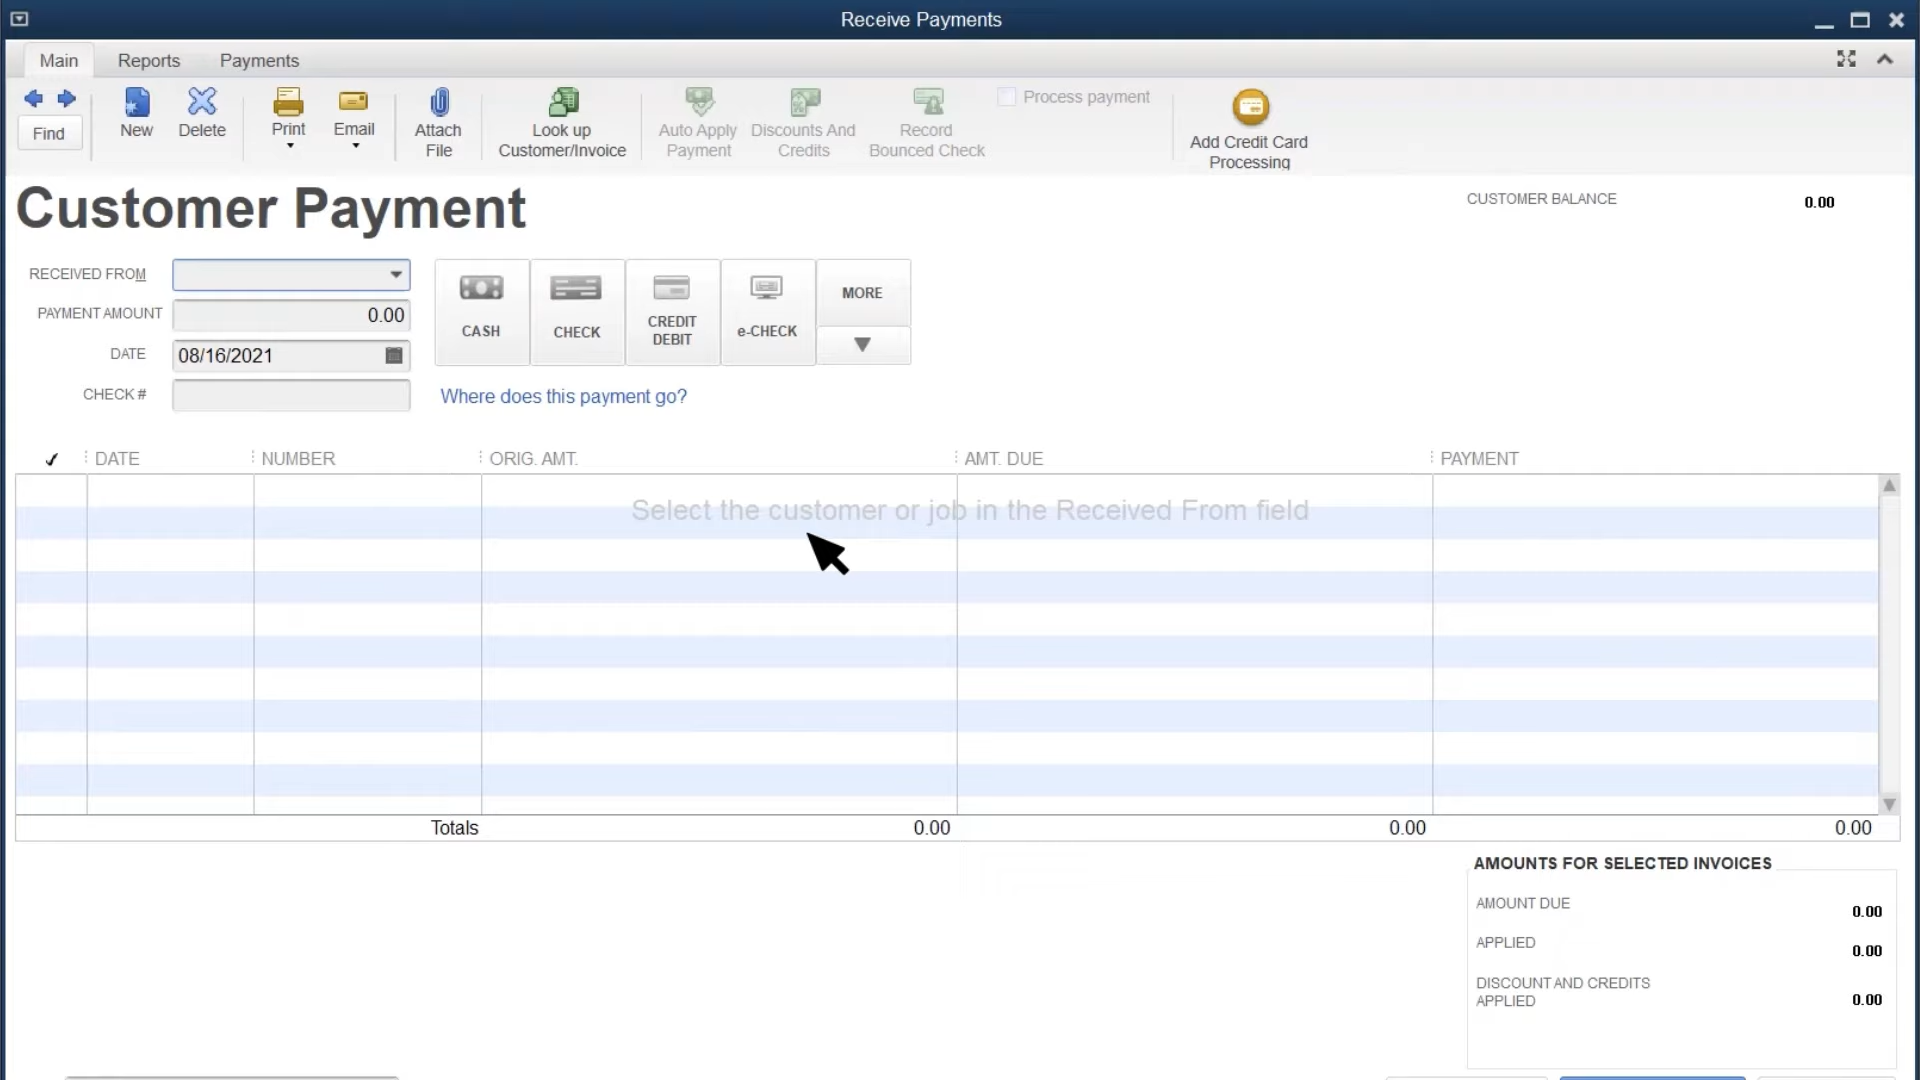 Receive Payments
Main Reports Payments
Find New Delete Print Email Attach File Look up Customer/Invoice Auto Apply Payment Discounts And Credits Record Bounced Check Process payment Add Credit Card Processing
Customer Payment
CUSTOMER BALANCE 0.00
RECEIVED FROM
PAYMENT AMOUNT 0.00
DATE 08/16/2021
CHECK #
CASH CHECK CREDIT DEBIT e-CHECK MORE
Where does this payment go?
DATE NUMBER ORIG. AMT. AMT. DUE PAYMENT
Select the customer or job in the Received From field
Totals 0.00 0.00 0.00
AMOUNTS FOR SELECTED INVOICES
AMOUNT DUE 0.00
APPLIED 0.00
DISCOUNT AND CREDITS
APPLIED 0.00